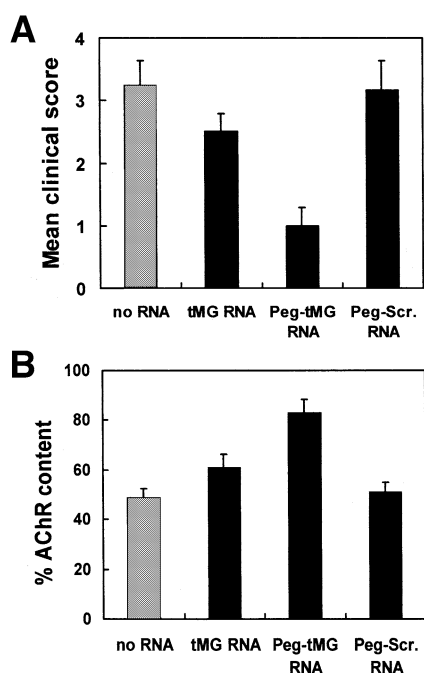 A
Mean clinical score
4
3
2
1
0
no RNA
tMG RNA
Peg-tMG
RNA
Peg-Scr.
RNA
B
% AChR content
100
80
60
40
20
0
no RNA
tMG RNA
Peg-tMG
RNA
Peg-Scr.
RNA